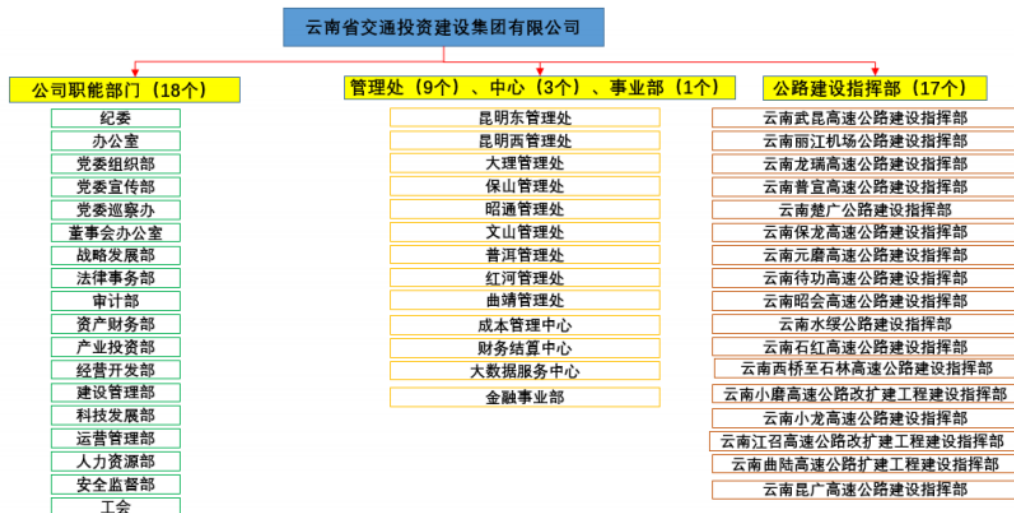 云南省交通投资建设集团有限公司
公司职能部门（18个）
纪委
办公室
党委组织部
党委宣传部
党委巡察办
董事会办公室
战略发展部
法律事务部
审计部
资产财务部
产业投资部
经营开发部
建设管理部
科技发展部
运营管理部
人力资源部
安全监督部
工会
管理处（9个）、中心（3个）、事业部（1个）
昆明东管理处
昆明西管理处
大理管理处
保山管理处
昭通管理处
文山管理处
普洱管理处
红河管理处
曲靖管理处
成本管理中心
财务结算中心
大数据服务中心
金融事业部
公路建设指挥部（17个）
云南武昆高速公路建设指挥部
云南丽江机场公路建设指挥部
云南龙瑞高速公路建设指挥部
云南普宣高速公路建设指挥部
云南楚广公路建设指挥部
云南保龙高速公路建设指挥部
云南元磨高速公路建设指挥部
云南待功高速公路建设指挥部
云南昭会高速公路建设指挥部
云南水绥公路建设指挥部
云南石红高速公路建设指挥部
云南西桥至石林高速公路建设指挥部
云南小磨高速公路改扩建工程建设指挥部
云南小龙高速公路建设指挥部
云南江召高速公路改扩建工程建设指挥部
云南曲陆高速公路扩建工程建设指挥部
云南昆广高速公路建设指挥部